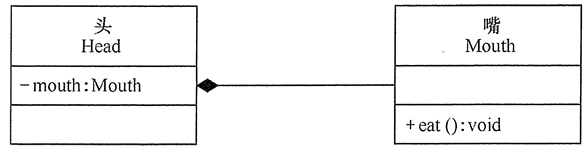 头
Head
-mouth:Mouth
嘴
Mouth
+eat():void